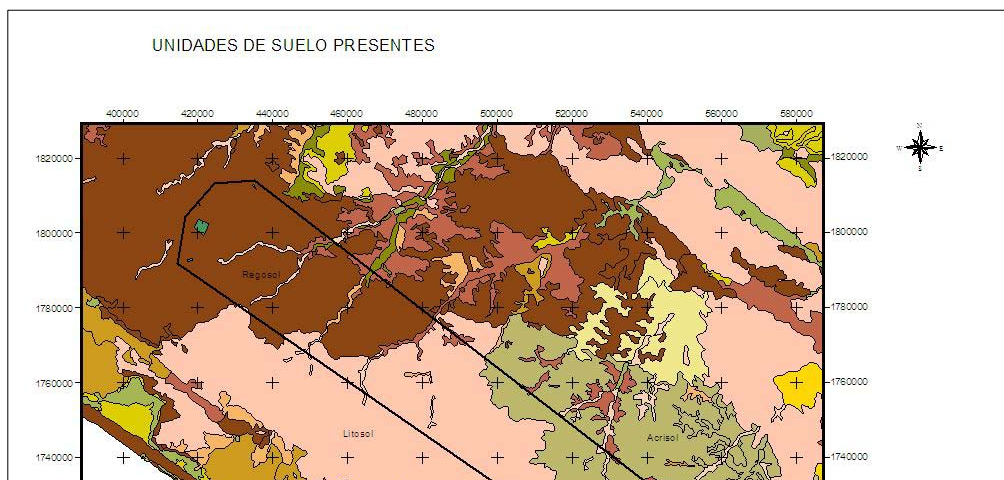 UNIDADES DE SUELO PRESENTES
400000 420000 440000 460000 480000 500000 520000 540000 560000 580000
N
1820000 1820000
W E
S
1800000 1800000
Regosol
1780000 1780000
1760000 1760000
Litosol Acrisol
1740000 1740000